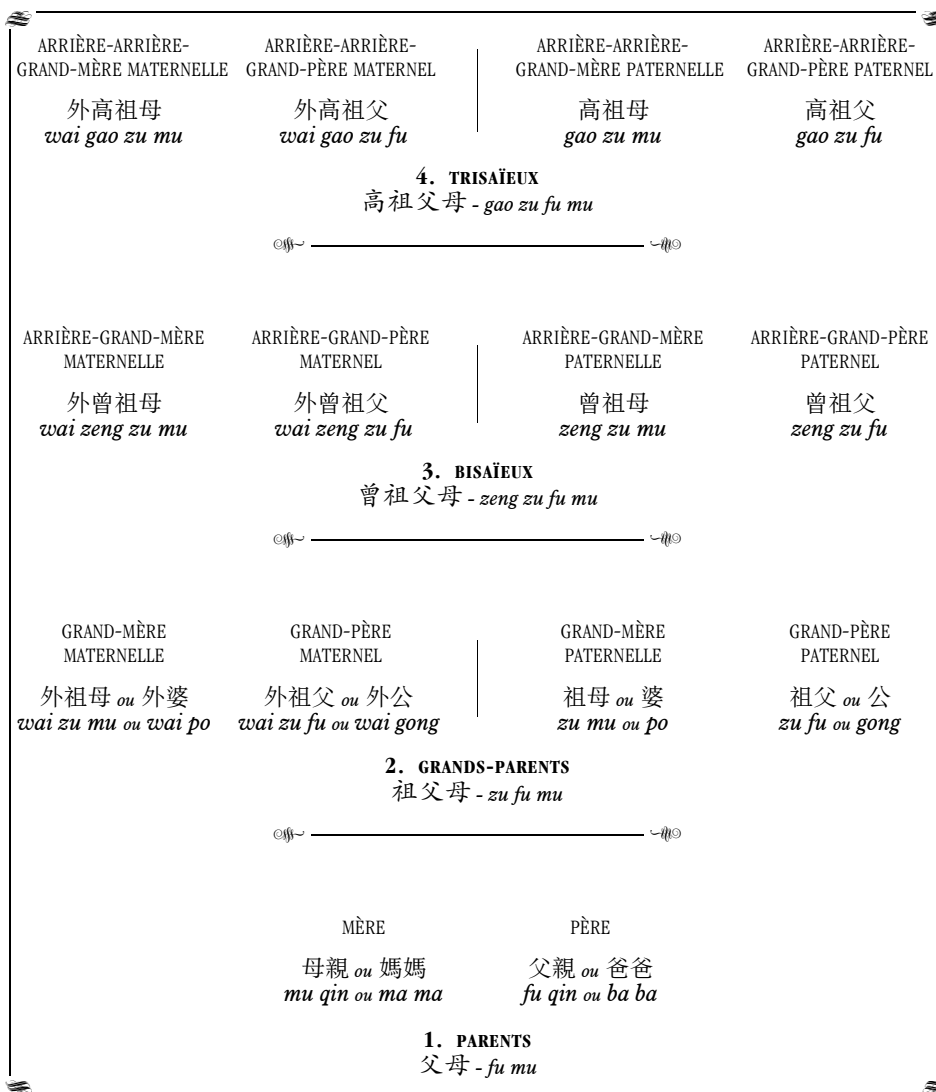 ARRIÈRE-ARRIÈRE-
GRAND-MÈRE MATERNELLE
外高祖母
wai gao zu mu
ARRIÈRE-ARRIÈRE-
GRAND-PÈRE MATERNEL
外高祖父
wai gao zu fu
ARRIÈRE-ARRIÈRE-
GRAND-MÈRE PATERNELLE
高祖母
gao zu mu
ARRIÈRE-ARRIÈRE-
GRAND-PÈRE PATERNEL
高祖父
gao zu fu
4. TRISAÏEUX
高祖父母 - gao zu fu mu
ARRIÈRE-GRAND-MÈRE
MATERNELLE
外曾祖母
wai zeng zu mu
ARRIÈRE-GRAND-PÈRE
MATERNEL
外曾祖父
wai zeng zu fu
ARRIÈRE-GRAND-MÈRE
PATERNELLE
曾祖母
zeng zu mu
ARRIÈRE-GRAND-PÈRE
PATERNEL
曾祖父
zeng zu fu
3. BISAÏEUX
曾祖父母 - zeng zu fu mu
GRAND-MÈRE
MATERNELLE
外祖母 ou 外婆
wai zu mu ou wai po
GRAND-PÈRE
MATERNEL
外祖父 ou 外公
wai zu fu ou wai gong
GRAND-MÈRE
PATERNELLE
祖母 ou 婆
zu mu ou po
GRAND-PÈRE
PATERNEL
祖父 ou 公
zu fu ou gong
2. GRANDS-PARENTS
祖父母 - zu fu mu
MÈRE
母親 ou 媽媽
mu qin ou ma ma
PÈRE
父親 ou 爸爸
fu qin ou ba ba
1. PARENTS
父母 - fu mu